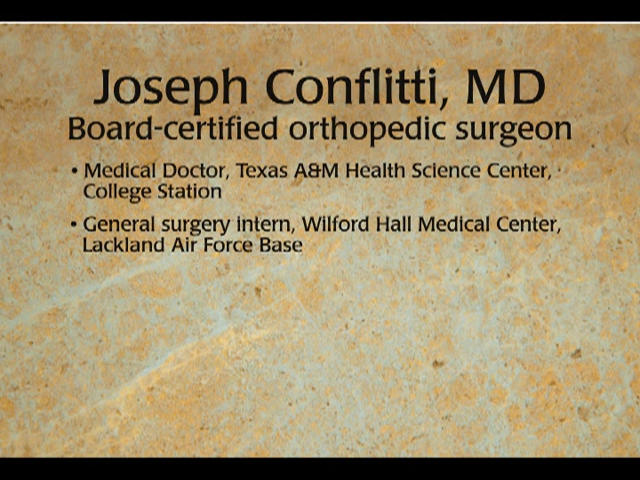 Joseph Conflitti, MD
Board-certified orthopedic surgeon
• Medical Doctor, Texas A&M Health Science Center,
College Station
• General surgery intern, Wilford Hall Medical Center,
Lackland Air Force Base